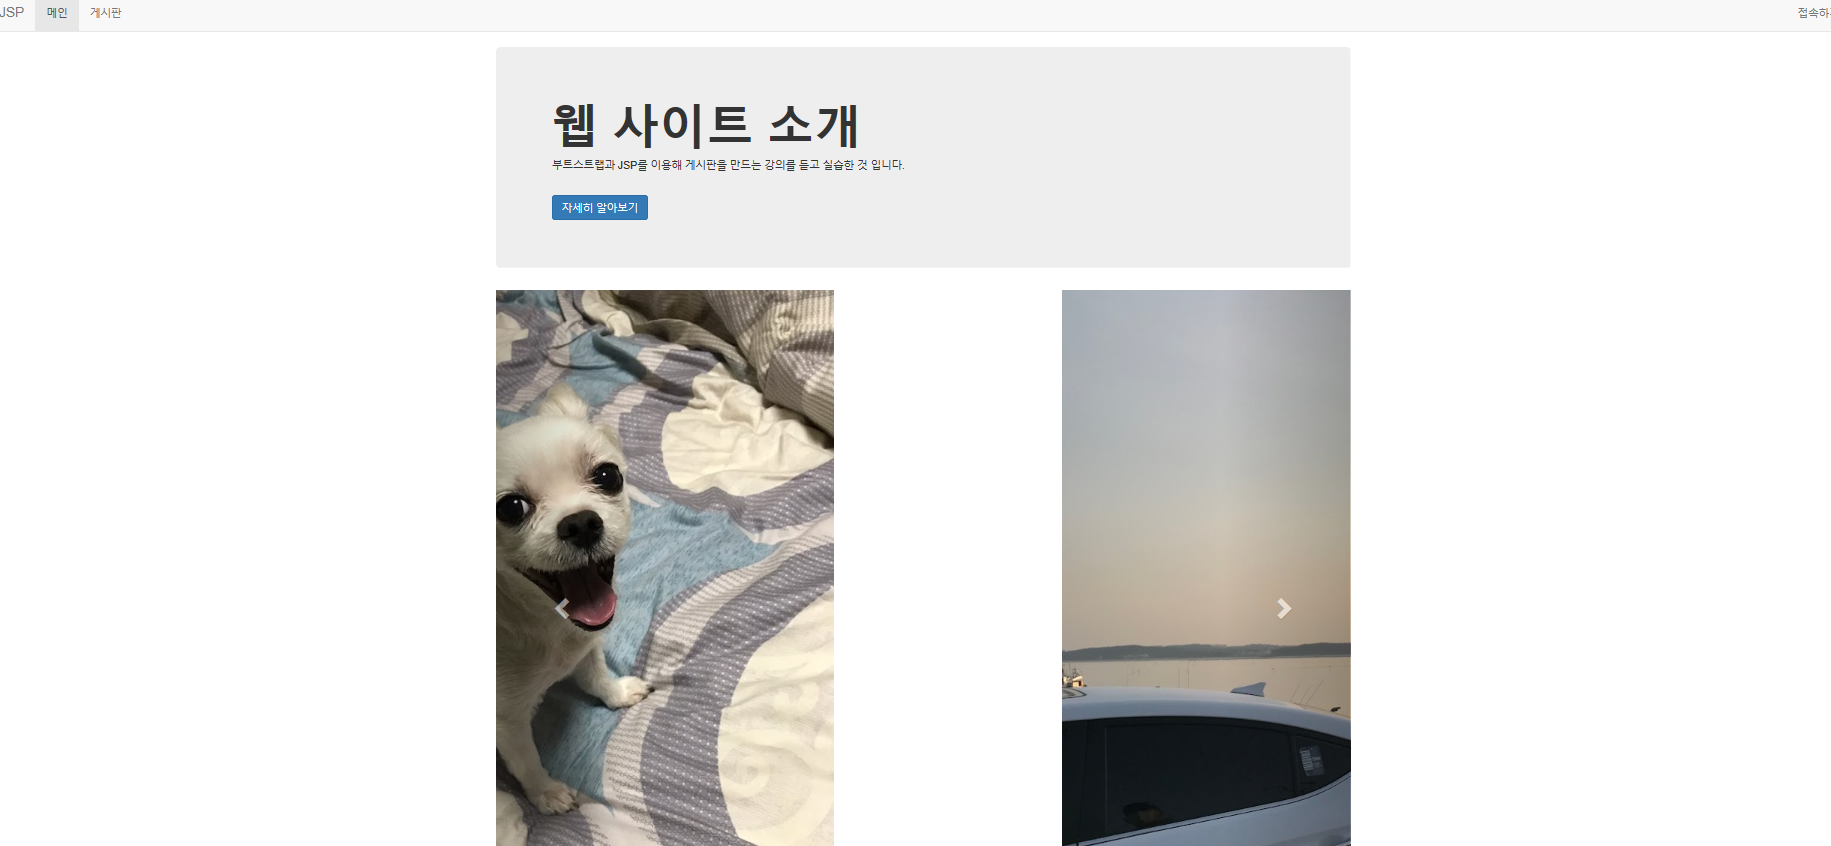 JSP 메인 게시판 접속하
웹 사이트 소개
부트스트랩과 JSP를 이용해 게시판을 만드는 강의를 듣고 실습한 것 입니다.
자세히 알아보기